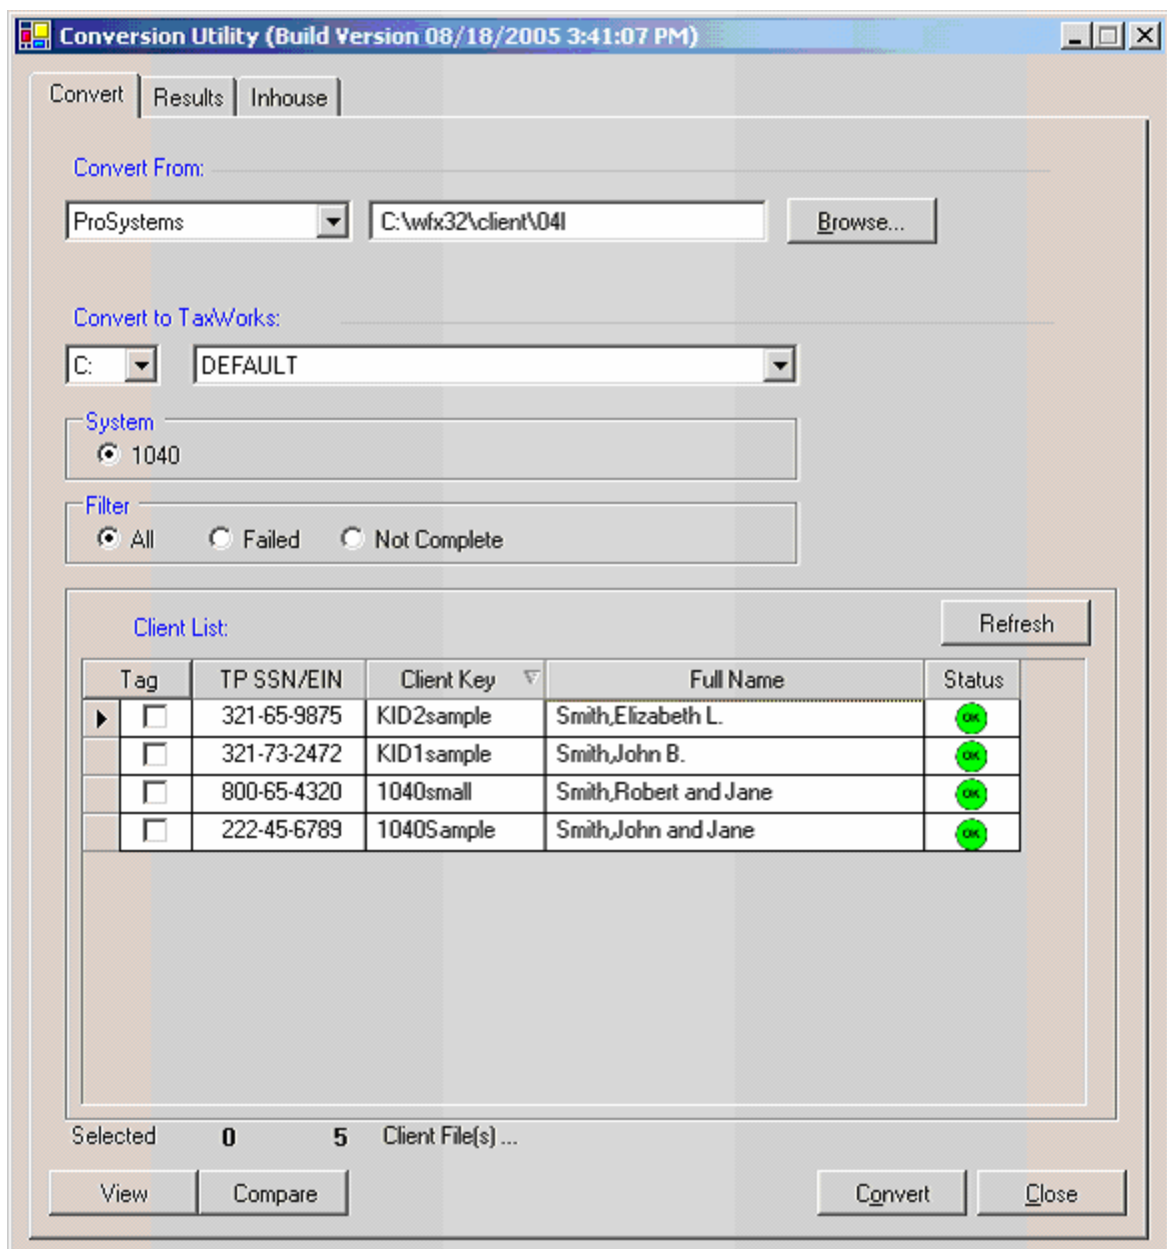 Conversion Utility (Build Version 08/18/2005 3:41:07 PM)
Convert Results Inhouse
Convert From:
ProSystems C:\wfx32\client\04I Browse...
Convert to TaxWorks:
C: DEFAULT
System
1040
Filter
All Failed Not Complete
Client List: Refresh
Tag TP SSN/EIN Client Key Full Name Status
321-65-9875 KID2sample Smith,Elizabeth L. OK
321-73-2472 KID1sample Smith,John B. OK
800-65-4320 1040small Smith,Robert and Jane OK
222-45-6789 1040Sample Smith,John and Jane OK
Selected 0 5 Client File(s) ...
View Compare Convert Close